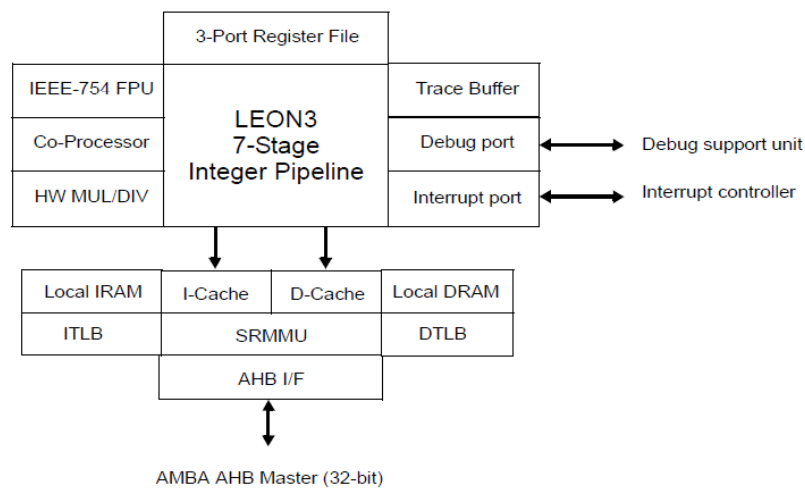 3-Port Register File
IEEE-754 FPU
Trace Buffer
LEON3
7-Stage
Integer Pipeline
Co-Processor
Debug port
Debug support unit
HW MUL/DIV
Interrupt port
Interrupt controller
Local IRAM
I-Cache
D-Cache
Local DRAM
ITLB
SRMMU
DTLB
AHB I/F
AMBA AHB Master (32-bit)